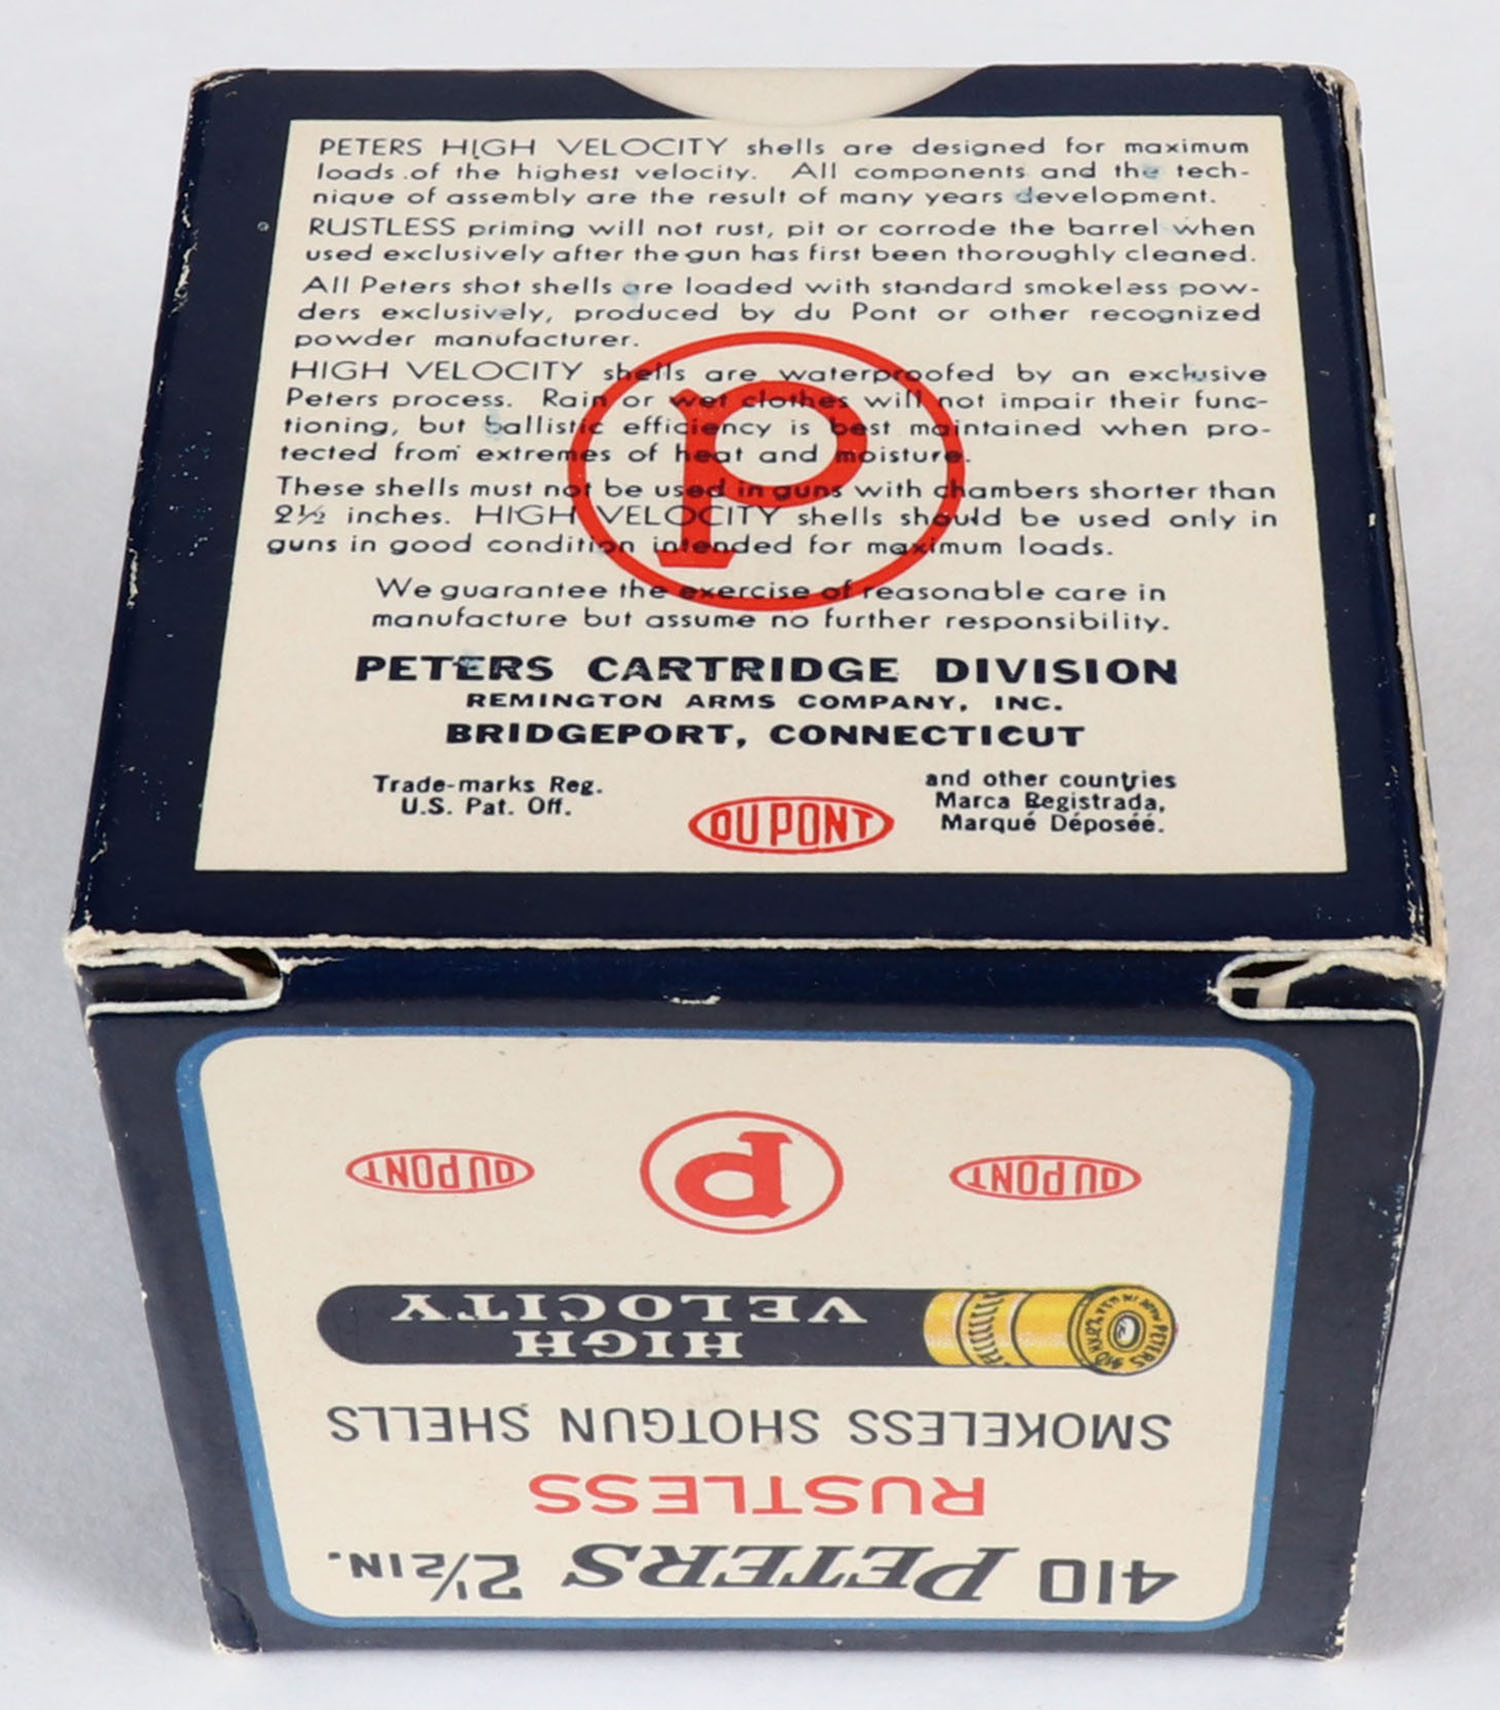 PETERS HIGH VELOCITY shells are designed for maximum
loads of the highest velocity. All components and the tech-
nique of assembly are the result of many years development.
RUSTLESS priming will not rust, pit or corrode the barrel when
used exclusively after the gun has first been thoroughly cleaned.
All Peters shot shells are loaded with standard smokeless pow-
ders exclusively, produced by du Pont or other recognized
powder manufacturer.
HIGH VELOCITY shells are waterproofed by an exclusive
Peters process. Rain or wet clothes will not impair their func-
tioning, but ballistic efficiency is best maintained when pro-
tected from extremes of heat and moisture.
These shells must not be used in guns with chambers shorter than
2½ inches. HIGH VELOCITY shells should be used only in
guns in good condition intended for maximum loads.
P
We guarantee the exercise of reasonable care in
manufacture but assume no further responsibility.
PETERS CARTRIDGE DIVISION
REMINGTON ARMS COMPANY, INC.
BRIDGEPORT, CONNECTICUT
Trade-marks Reg.
U.S. Pat. Off.
DU PONT
and other countries
Marca Registrada,
Marqué Déposéé.
410 PETERS 2½ IN.
RUSTLESS
SMOKELESS SHOTGUN SHELLS
HIGH
VELOCITY
PETERS
410
DU PONT
P
DU PONT